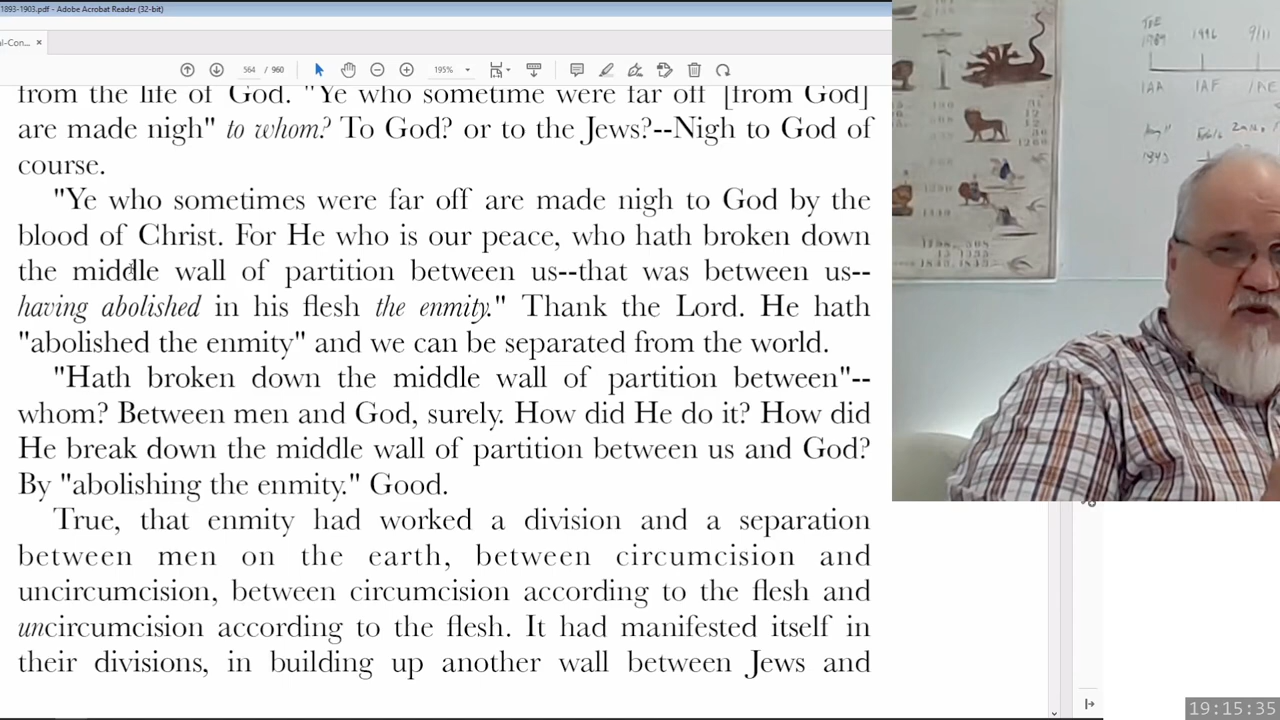 1893-1903.pdf - Adobe Acrobat Reader (32-bit)
al-Con... ×
564 / 960
195%
from the life of God. "Ye who sometime were far off [from God]
are made nigh" to whom? To God? or to the Jews?--Nigh to God of
course.
"Ye who sometimes were far off are made nigh to God by the
blood of Christ. For He who is our peace, who hath broken down
the middle wall of partition between us--that was between us--
having abolished in his flesh the enmity." Thank the Lord. He hath
"abolished the enmity" and we can be separated from the world.
"Hath broken down the middle wall of partition between"--
whom? Between men and God, surely. How did He do it? How did
He break down the middle wall of partition between us and God?
By "abolishing the enmity." Good.
True, that enmity had worked a division and a separation
between men on the earth, between circumcision and
uncircumcision, between circumcision according to the flesh and
uncircumcision according to the flesh. It had manifested itself in
their divisions, in building up another wall between Jews and
1989 1996 9/11
1AA 1AF
19:15:35